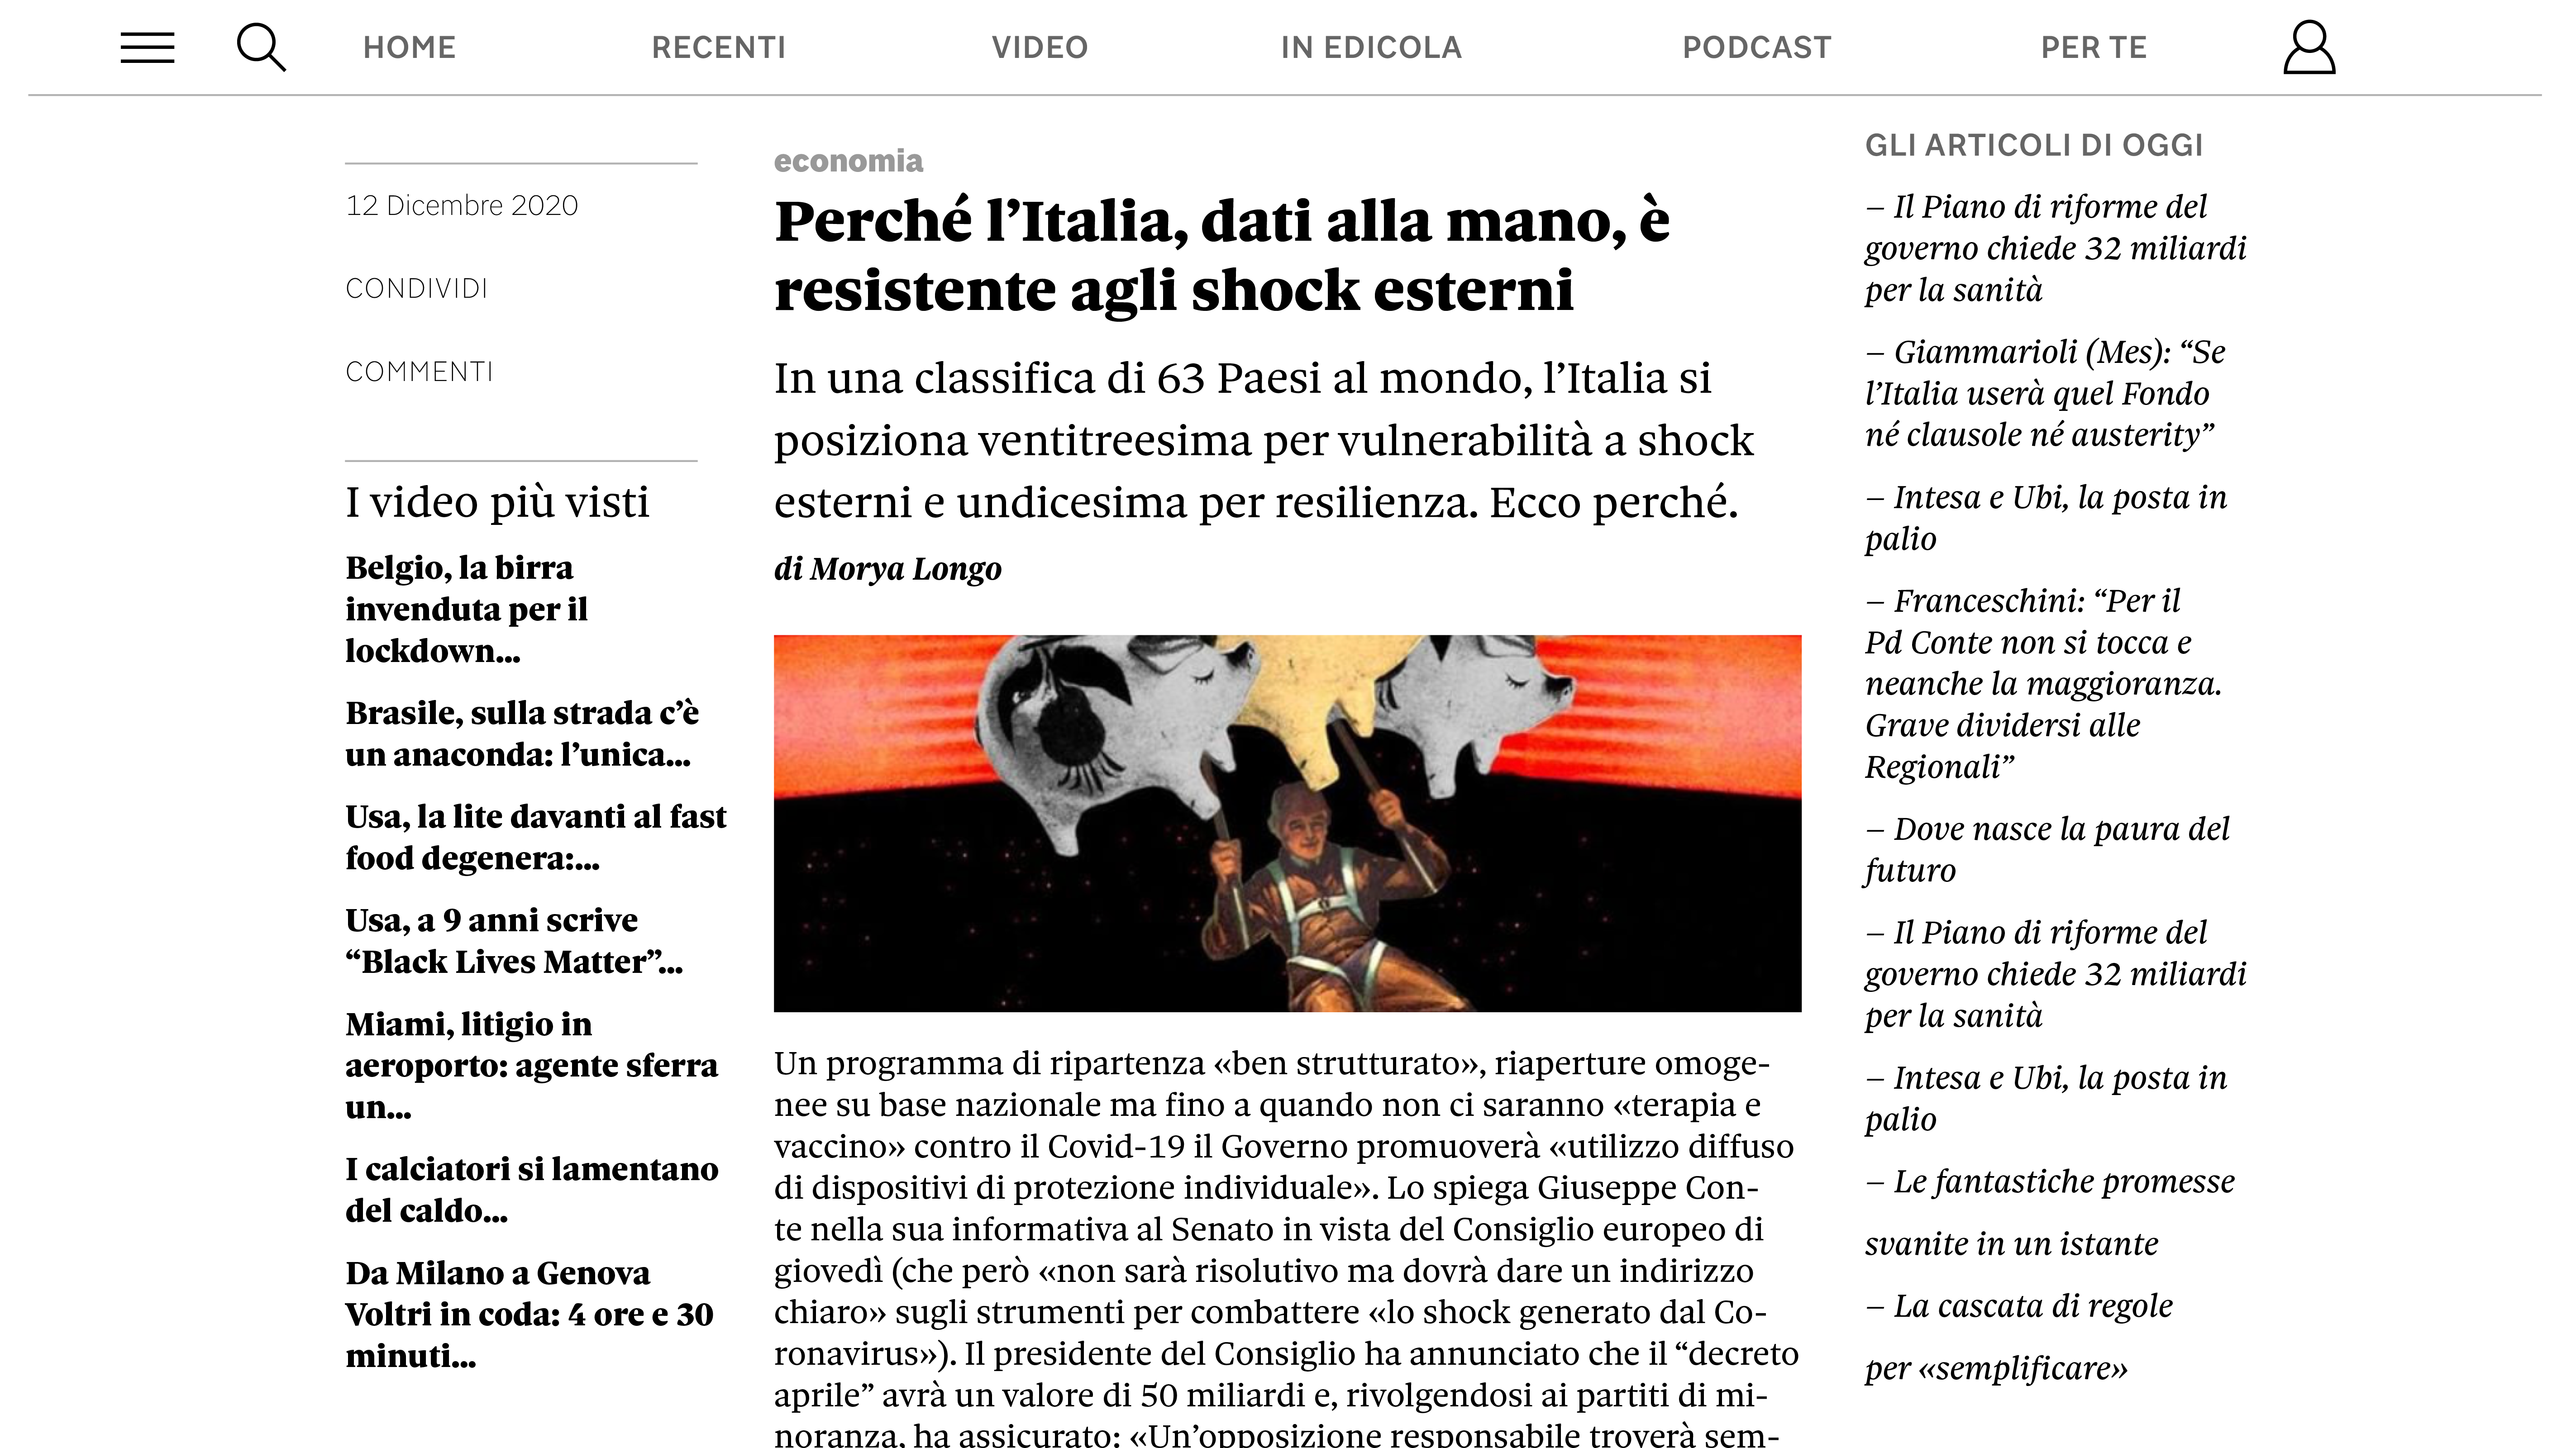 HOME
RECENTI
VIDEO
IN EDICOLA
PODCAST
PER TE
12 Dicembre 2020
CONDIVIDI
COMMENTI
I video più visti
Belgio, la birra
invenduta per il
lockdown...
Brasile, sulla strada c’è
un anaconda: l’unica...
Usa, la lite davanti al fast
food degenera:...
Usa, a 9 anni scrive
“Black Lives Matter”...
Miami, litigio in
aeroporto: agente sferra
un...
I calciatori si lamentano
del caldo...
Da Milano a Genova
Voltri in coda: 4 ore e 30
minuti...
economia
Perché l’Italia, dati alla mano, è
resistente agli shock esterni
In una classifica di 63 Paesi al mondo, l’Italia si
posiziona ventitreesima per vulnerabilità a shock
esterni e undicesima per resilienza. Ecco perché.
di Morya Longo
Un programma di ripartenza «ben strutturato», riaperture omoge-
nee su base nazionale ma fino a quando non ci saranno «terapia e
vaccino» contro il Covid-19 il Governo promuoverà «utilizzo diffuso
di dispositivi di protezione individuale». Lo spiega Giuseppe Con-
te nella sua informativa al Senato in vista del Consiglio europeo di
giovedì (che però «non sarà risolutivo ma dovrà dare un indirizzo
chiaro» sugli strumenti per combattere «lo shock generato dal Co-
ronavirus»). Il presidente del Consiglio ha annunciato che il “decreto
aprile” avrà un valore di 50 miliardi e, rivolgendosi ai partiti di mi-
noranza, ha assicurato: «Un’opposizione responsabile troverà sem-
GLI ARTICOLI DI OGGI
– Il Piano di riforme del
governo chiede 32 miliardi
per la sanità
– Giammarioli (Mes): “Se
l’Italia userà quel Fondo
né clausole né austerity”
– Intesa e Ubi, la posta in
palio
– Franceschini: “Per il
Pd Conte non si tocca e
neanche la maggioranza.
Grave dividersi alle
Regionali”
– Dove nasce la paura del
futuro
– Il Piano di riforme del
governo chiede 32 miliardi
per la sanità
– Intesa e Ubi, la posta in
palio
– Le fantastiche promesse
svanite in un istante
– La cascata di regole
per «semplificare»